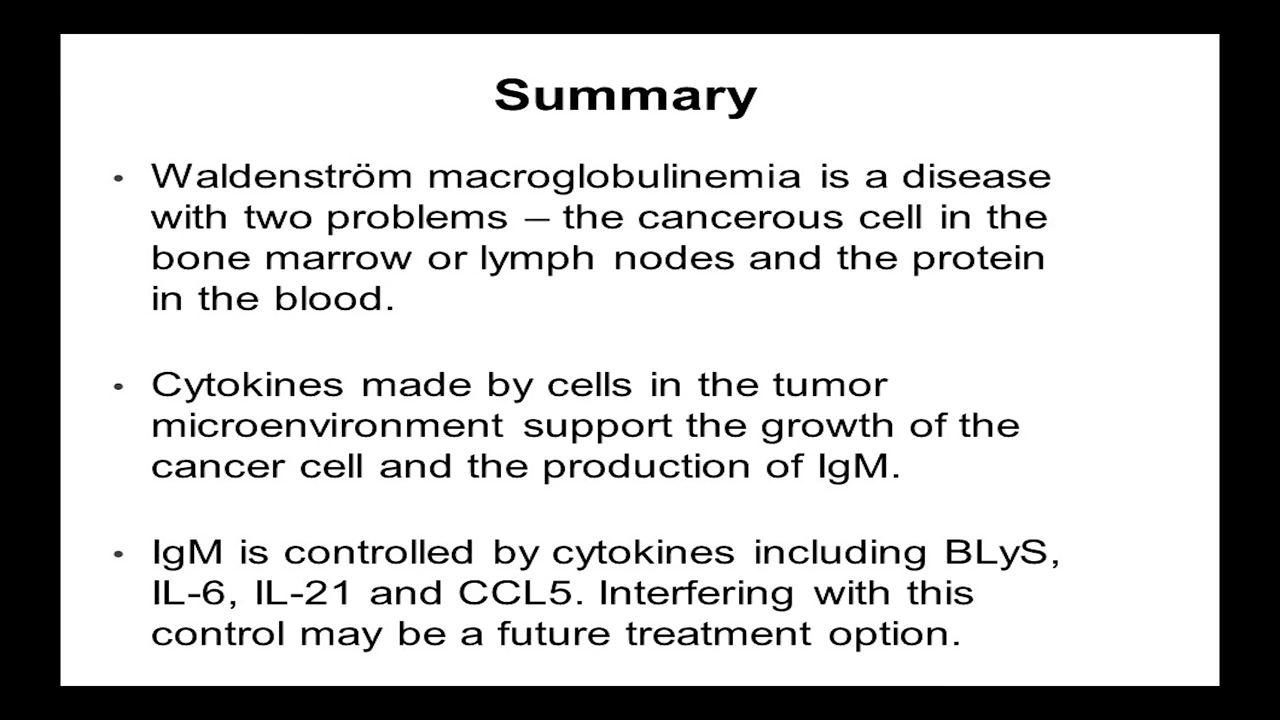 Summary
• Waldenström macroglobulinemia is a disease
with two problems – the cancerous cell in the
bone marrow or lymph nodes and the protein
in the blood.
• Cytokines made by cells in the tumor
microenvironment support the growth of the
cancer cell and the production of IgM.
• IgM is controlled by cytokines including BLyS,
IL-6, IL-21 and CCL5. Interfering with this
control may be a future treatment option.